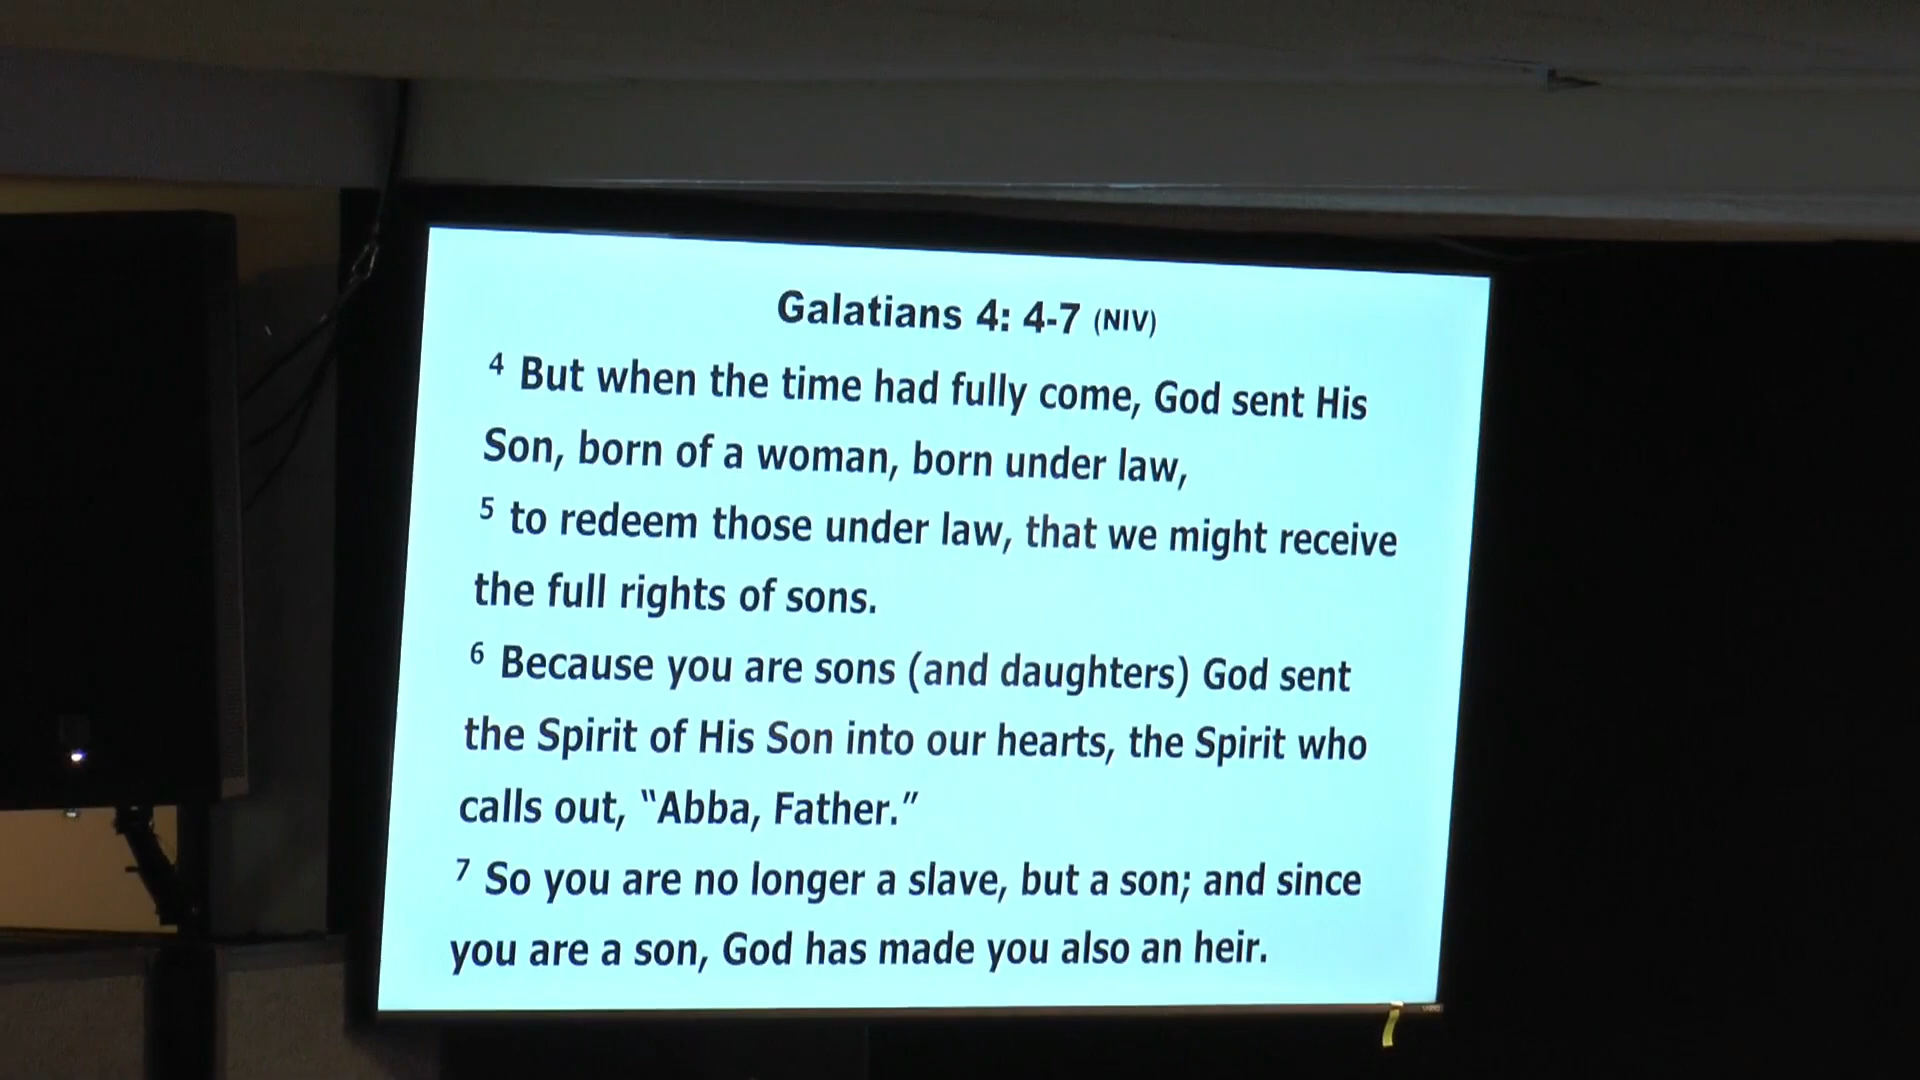 Galatians 4: 4-7 (NIV)
4 But when the time had fully come, God sent His
Son, born of a woman, born under law,
5 to redeem those under law, that we might receive
the full rights of sons.
6 Because you are sons (and daughters) God sent
the Spirit of His Son into our hearts, the Spirit who
calls out, “Abba, Father.”
7 So you are no longer a slave, but a son; and since
you are a son, God has made you also an heir.